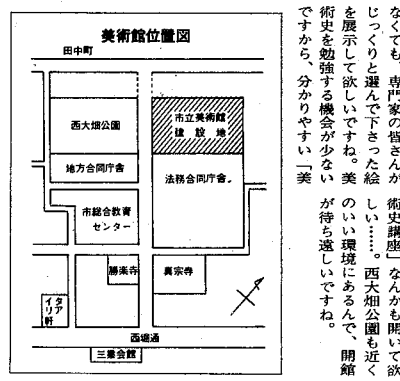 なくても、専門家の皆さんが
じっくりと選んで下さった絵
を展示して欲しいですね。美
術史を勉強する機会が少ない
ですから、分かりやすい「美
術史講座」なんかも開いて欲
しい……。西大畑公園も近く
のいい環境にあるんで、開館
が待ち遠しいですね。
美術館位置図
田中町
西大畑公園
市立美術館
建設地
地方合同庁舎
法務合同庁舎
市総合教育
センター
勝楽寺
真宗寺
イタ
リア
軒
西堀通
三業会館